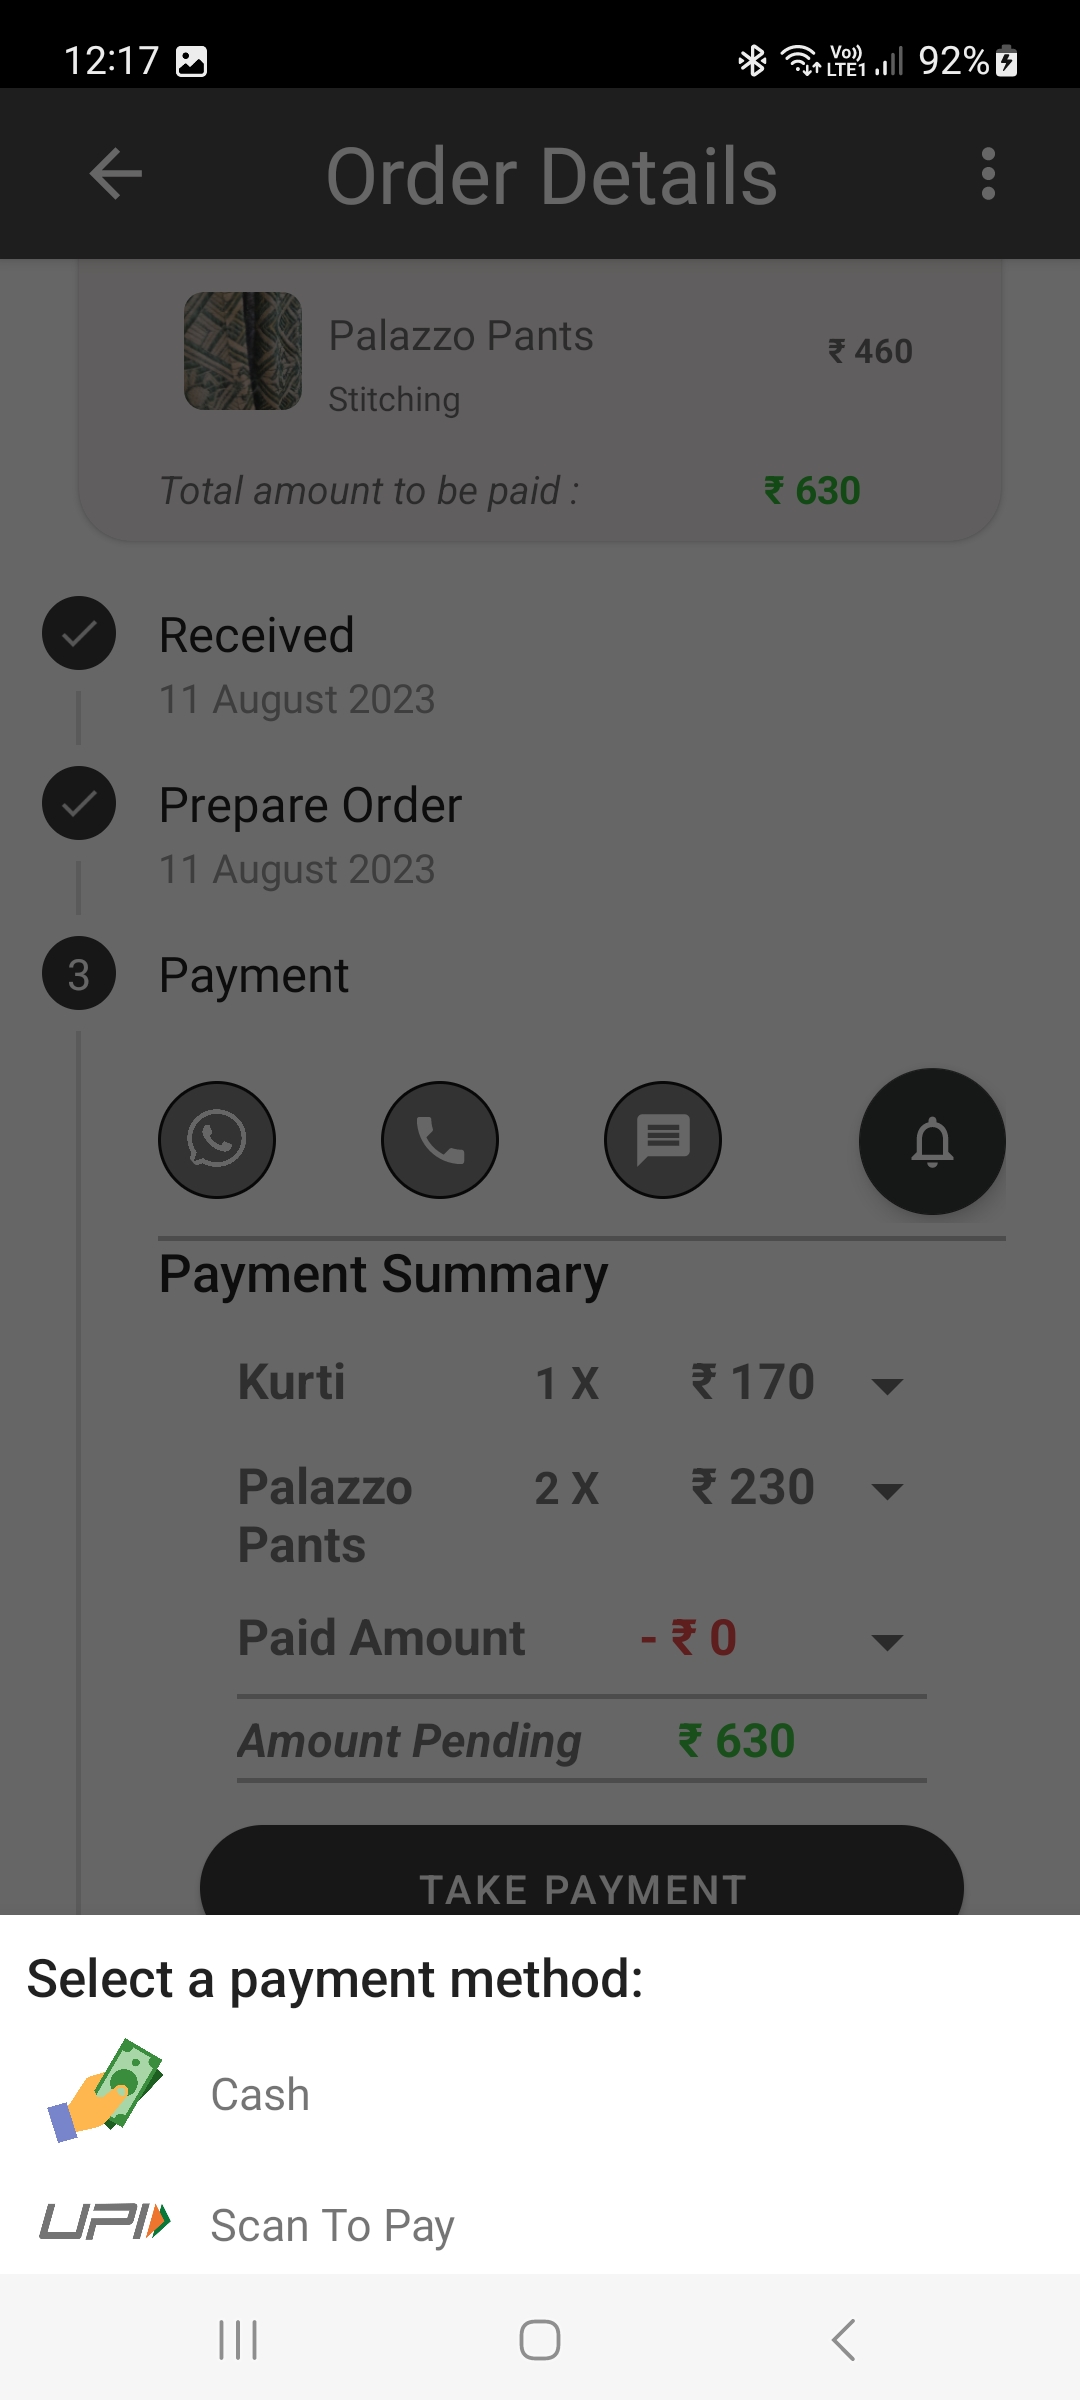 12:17
Vo)) LTE1
92%
Order Details
Palazzo Pants
₹ 460
Stitching
Total amount to be paid :
₹ 630
Received
11 August 2023
Prepare Order
11 August 2023
3
Payment
Payment Summary
Kurti 1 X ₹ 170
Palazzo 2 X ₹ 230
Pants
Paid Amount - ₹ 0
Amount Pending ₹ 630
TAKE PAYMENT
Select a payment method:
Cash
UPI Scan To Pay